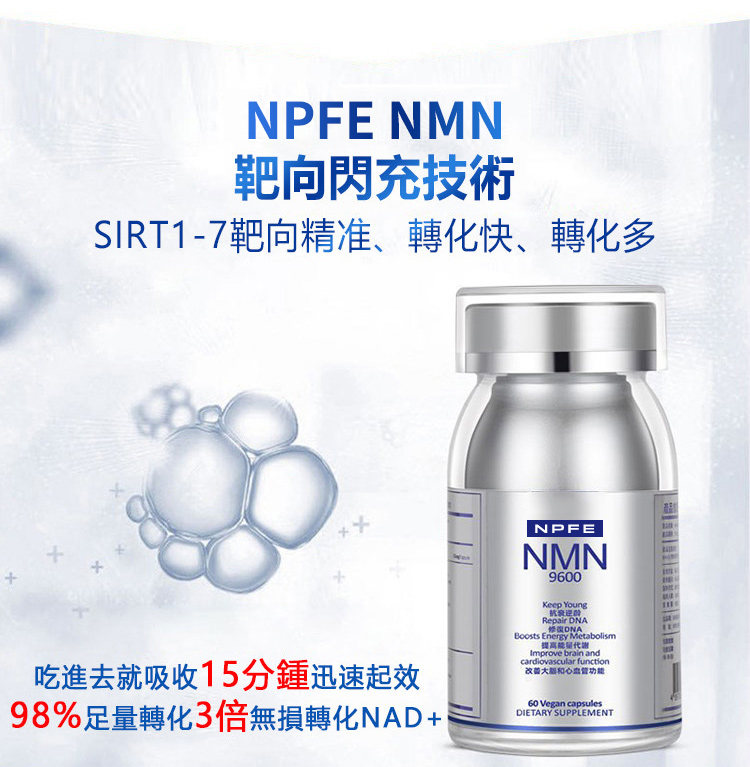 NPFE NMN
靶向閃充技術
SIRT1-7靶向精准、轉化快、轉化多
NPFE
NMN
9600
Keep Young
抗衰逆齡
Repair DNA
修復DNA
Boosts Energy Metabolism
提高能量代謝
Improve brain and
cardiovascular function
改善大腦和心血管功能
60 Vegan capsules
DIETARY SUPPLEMENT
吃進去就吸收15分鍾迅速起效
98%足量轉化3倍無損轉化NAD+